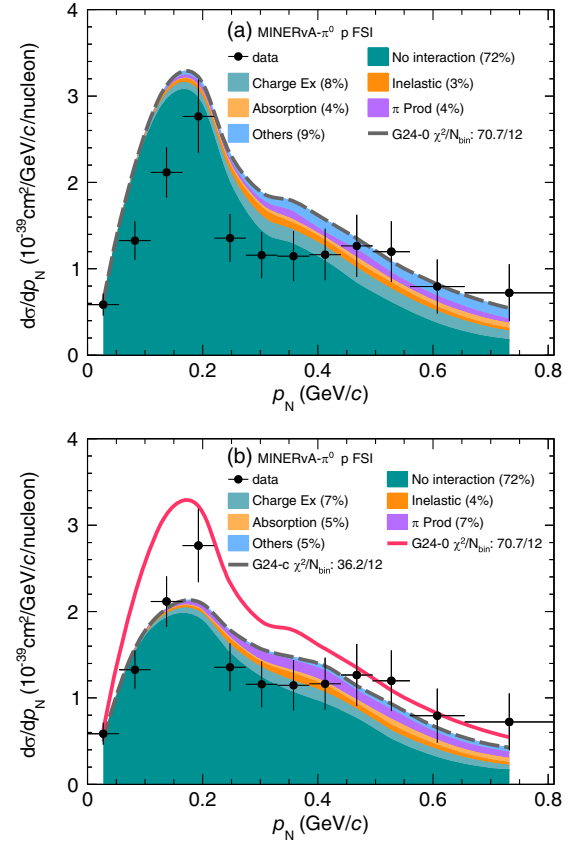 (a) MINERvA-π⁰ p FSI
data
No interaction (72%)
Charge Ex (8%)
Inelastic (3%)
Absorption (4%)
π Prod (4%)
Others (9%)
G24-0 χ²/N_bin: 70.7/12
4
3
2
1
0
dσ/dp_N (10⁻³⁹cm²/GeV/c/nucleon)
0 0.2 0.4 0.6 0.8
p_N (GeV/c)
(b) MINERvA-π⁰ p FSI
data
No interaction (72%)
Charge Ex (7%)
Inelastic (4%)
Absorption (5%)
π Prod (7%)
Others (5%)
G24-0 χ²/N_bin: 70.7/12
G24-c χ²/N_bin: 36.2/12
4
3
2
1
0
dσ/dp_N (10⁻³⁹cm²/GeV/c/nucleon)
0 0.2 0.4 0.6 0.8
p_N (GeV/c)